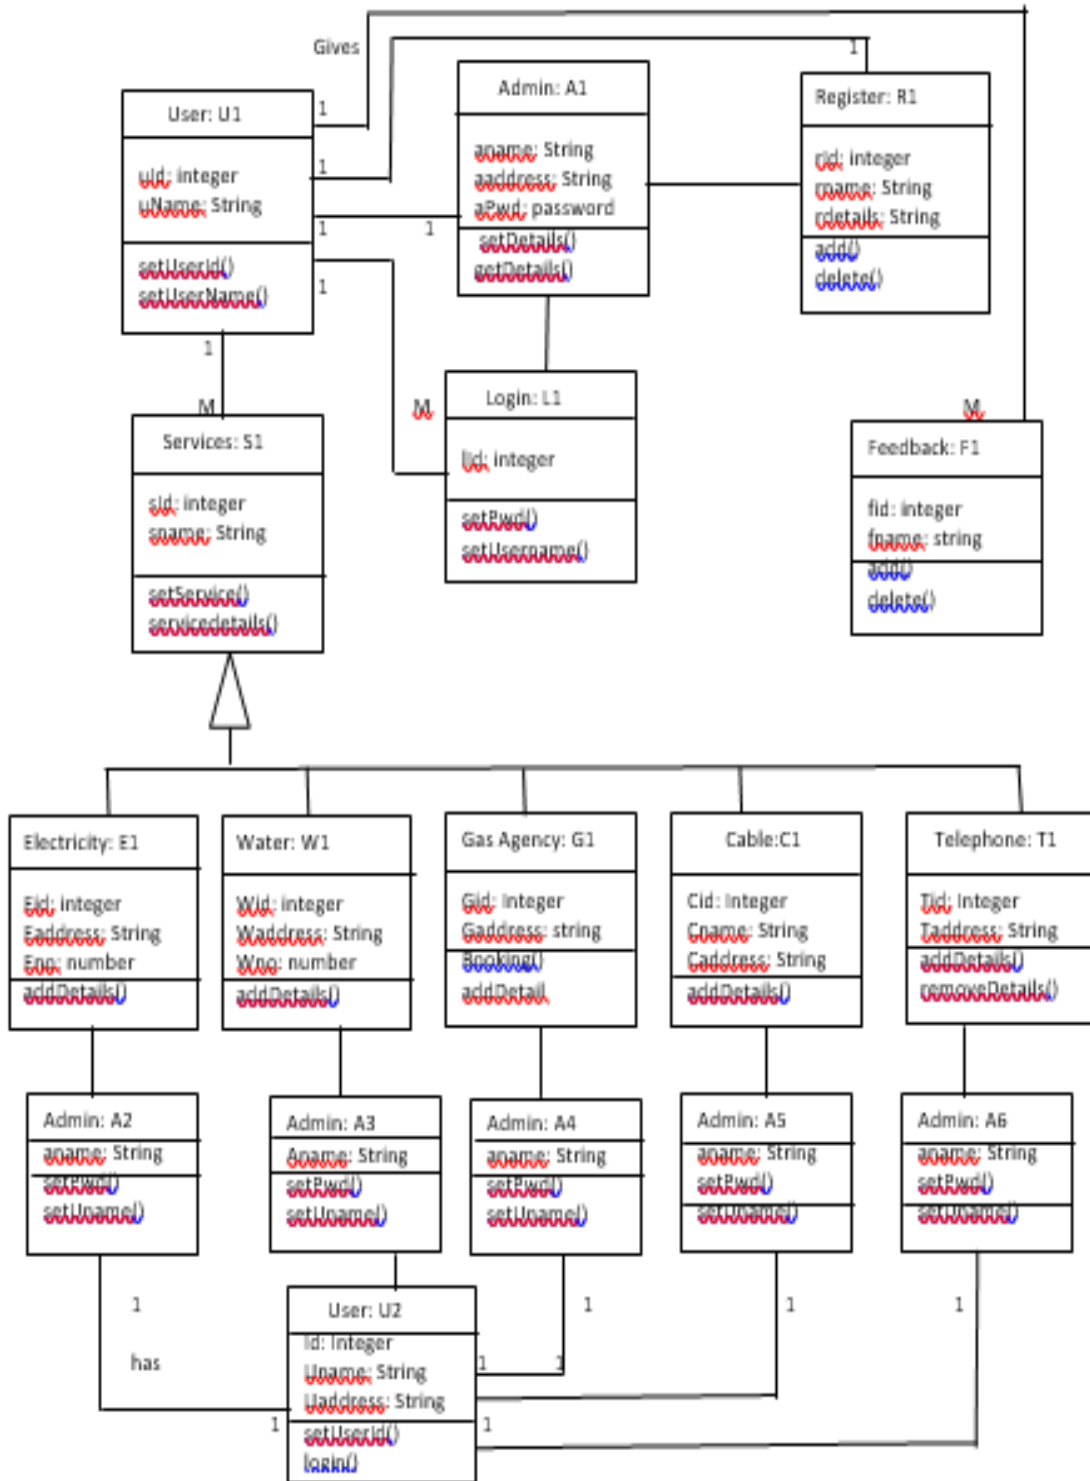 Gives
1
User: U1
uId: integer
uName: String
setUserId()
setUserName()
1
1
1
1
1
Admin: A1
aname: String
aaddress: String
aPwd: password
setDetails()
getDetails()
Register: R1
rId: integer
rname: String
rdetails: String
add()
delete()
1
M
Services: S1
sId: integer
sname: String
setService()
servicedetails()
M
Login: L1
lId: integer
setPwd()
setUsername()
M
Feedback: F1
fid: integer
fname: string
add()
delete()
Electricity: E1
Eid: integer
Eaddress: String
Eno: number
addDetails()
Water: W1
Wid: integer
Waddress: String
Wno: number
addDetails()
Gas Agency: G1
Gid: Integer
Gaddress: string
Booking()
addDetail
Cable:C1
Cid: Integer
Cname: String
Caddress: String
addDetails()
Telephone: T1
Tid: Integer
Taddress: String
addDetails()
removeDetails()
Admin: A2
aname: String
setPwd()
setUname()
Admin: A3
Aname: String
setPwd()
setUname()
Admin: A4
aname: String
setPwd()
setUname()
Admin: A5
aname: String
setPwd()
setUname()
Admin: A6
aname: String
setPwd()
setUname()
1
has
1
User: U2
Id: Integer
Uname: String
Uaddress: String
setUserId()
login()
1
1
1
1
1
1